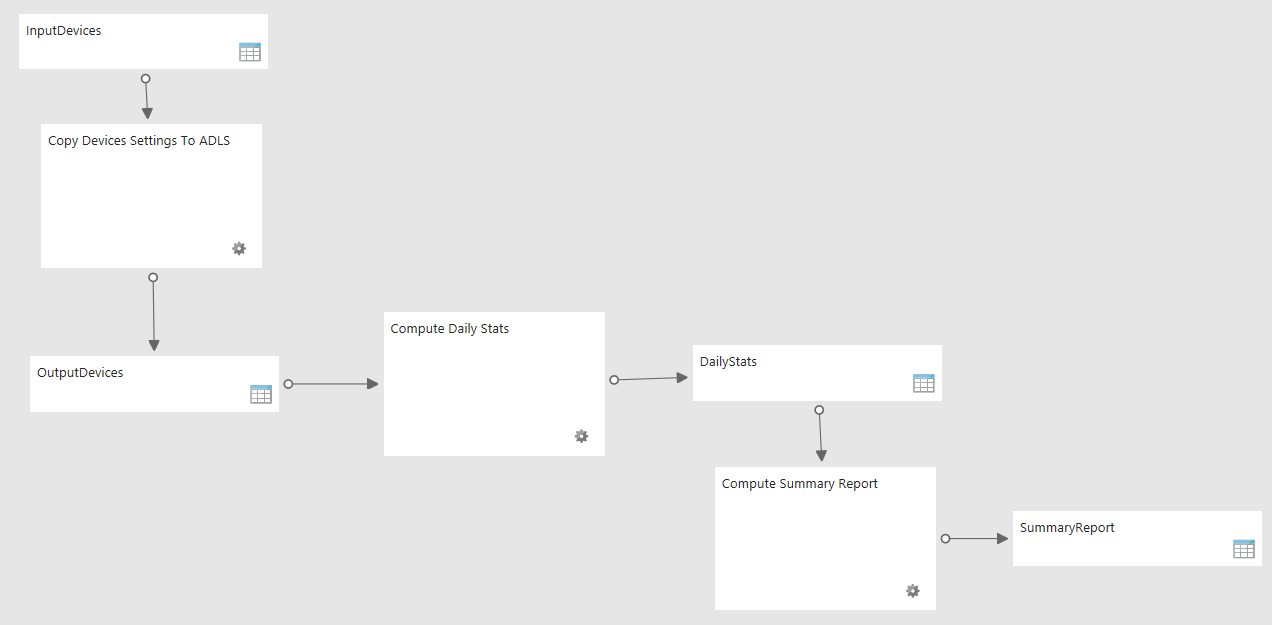 InputDevices
Copy Devices Settings To ADLS
OutputDevices
Compute Daily Stats
DailyStats
Compute Summary Report
SummaryReport